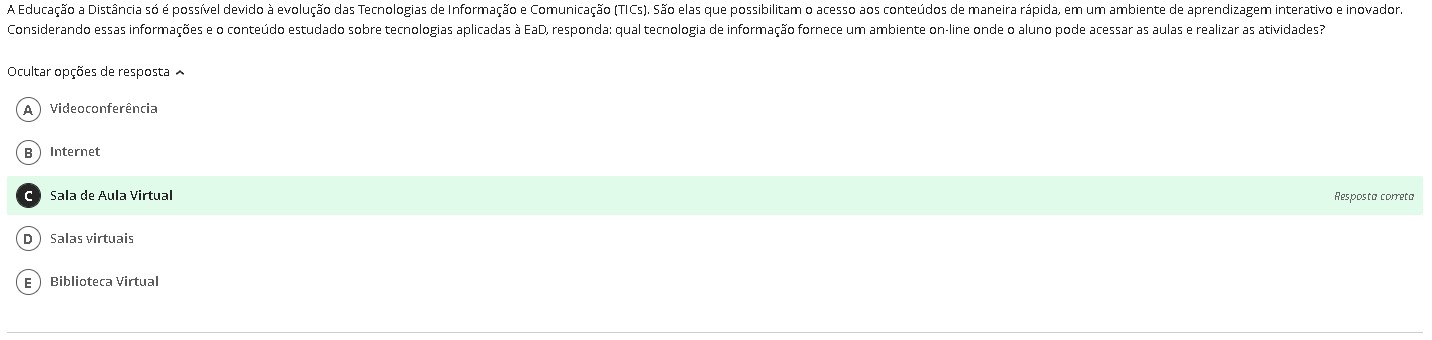 A Educação a Distância só é possível devido à evolução das Tecnologias de Informação e Comunicação (TICs). São elas que possibilitam o acesso aos conteúdos de maneira rápida, em um ambiente de aprendizagem interativo e inovador.
Considerando essas informações e o conteúdo estudado sobre tecnologias aplicadas à EaD, responda: qual tecnologia de informação fornece um ambiente on-line onde o aluno pode acessar as aulas e realizar as atividades?
Ocultar opções de resposta
A Videoconferência
B Internet
C Sala de Aula Virtual Resposta correta
D Salas virtuais
E Biblioteca Virtual